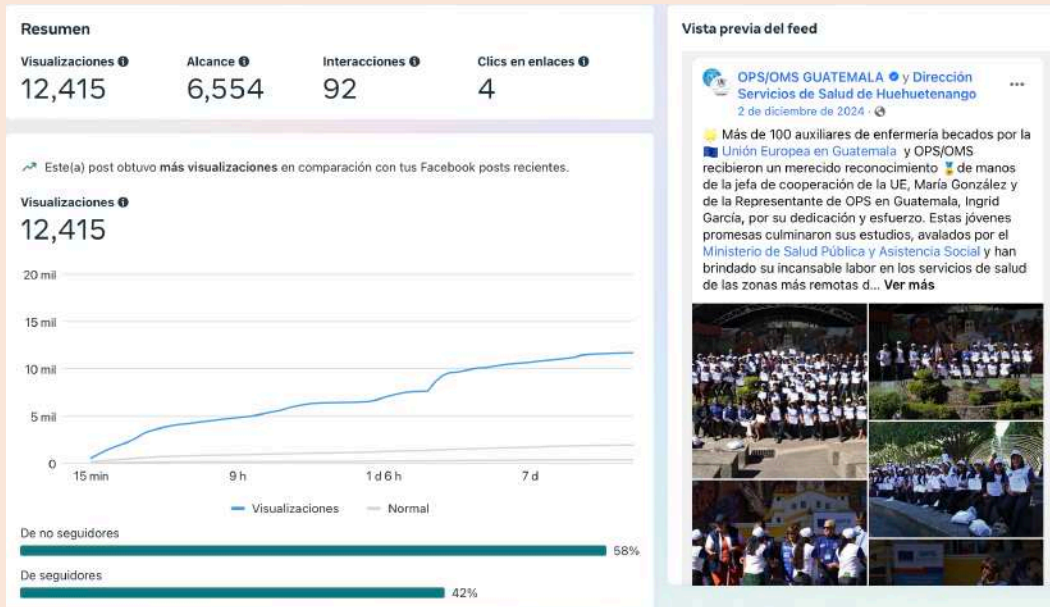 Resumen
Visualizaciones
Alcance
Interacciones
Clics en enlaces
12,415
6,554
92
4
Este(a) post obtuvo más visualizaciones en comparación con tus Facebook posts recientes.
Visualizaciones
12,415
20 mil
15 mil
10 mil
5 mil
0
15 min
9 h
1 d 6 h
7 d
Visualizaciones
Normal
De no seguidores
58%
De seguidores
42%
Vista previa del feed
OPS/OMS GUATEMALA y Dirección
Servicios de Salud de Huehuetenango
2 de diciembre de 2024 ·
Más de 100 auxiliares de enfermería becados por la
Unión Europea en Guatemala y OPS/OMS
recibieron un merecido reconocimiento de manos
de la jefa de cooperación de la UE, María González y
de la Representante de OPS en Guatemala, Ingrid
García, por su dedicación y esfuerzo. Estas jóvenes
promesas culminaron sus estudios, avalados por el
Ministerio de Salud Pública y Asistencia Social y han
brindado su incansable labor en los servicios de salud
de las zonas más remotas d... Ver más